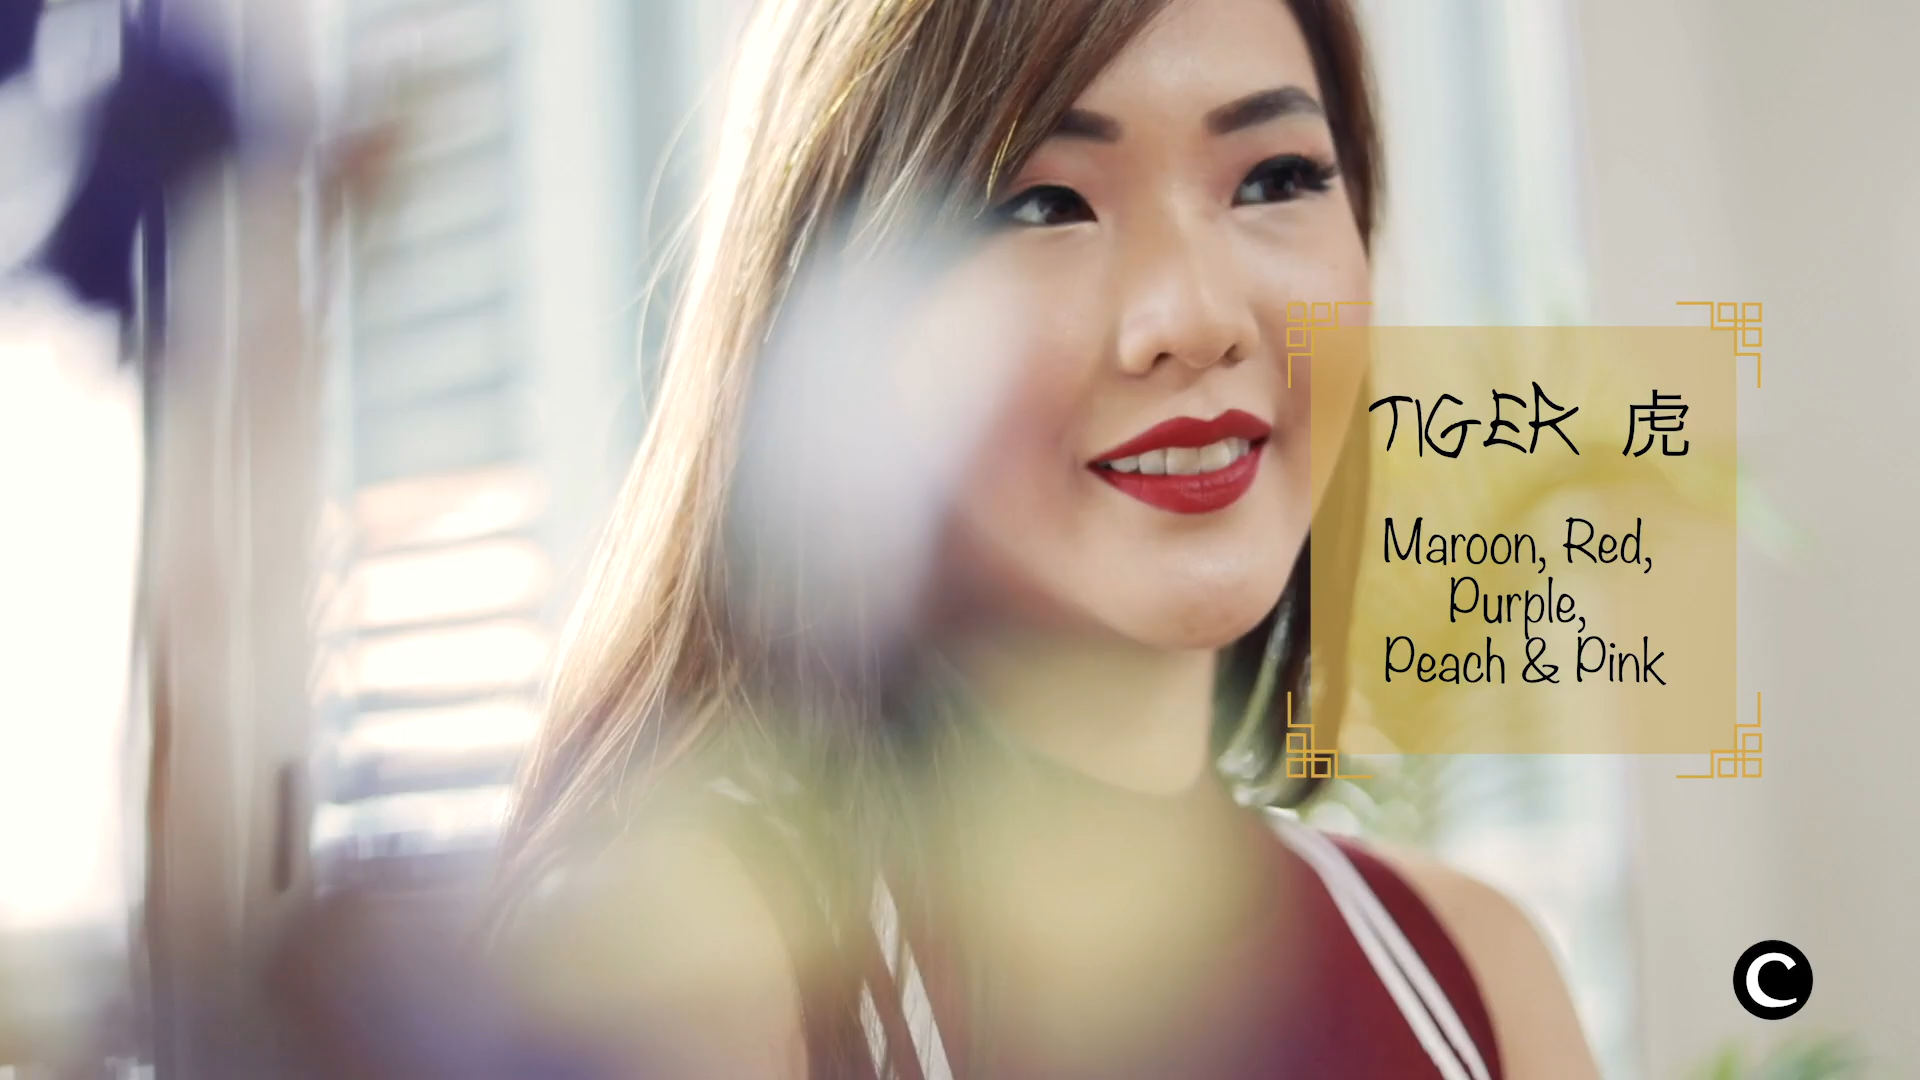 TIGER 虎
Maroon, Red,
Purple,
Peach & Pink
C